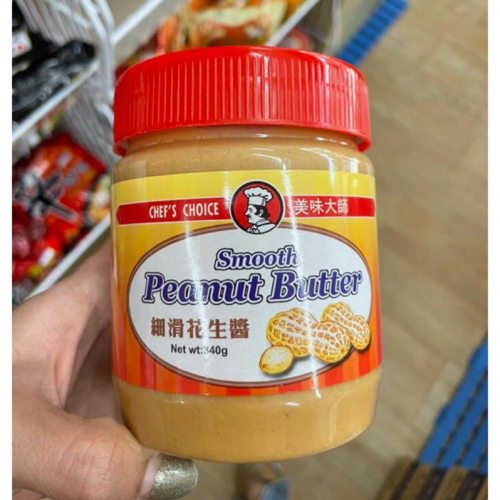 CHEF'S CHOICE 美味大師
Smooth
Peanut Butter
細滑花生醬
Net wt:340g